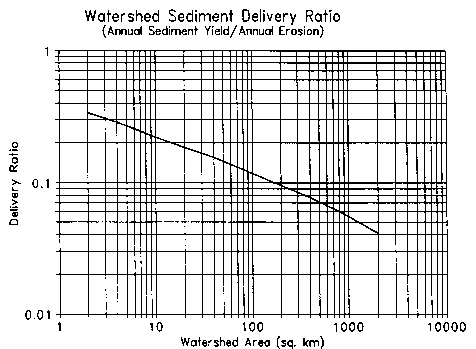 Watershed Sediment Delivery Ratio
(Annual Sediment Yield/Annual Erosion)
1
0.1
0.01
Delivery Ratio
1 10 100 1000 10000
Watershed Area (sq. km)